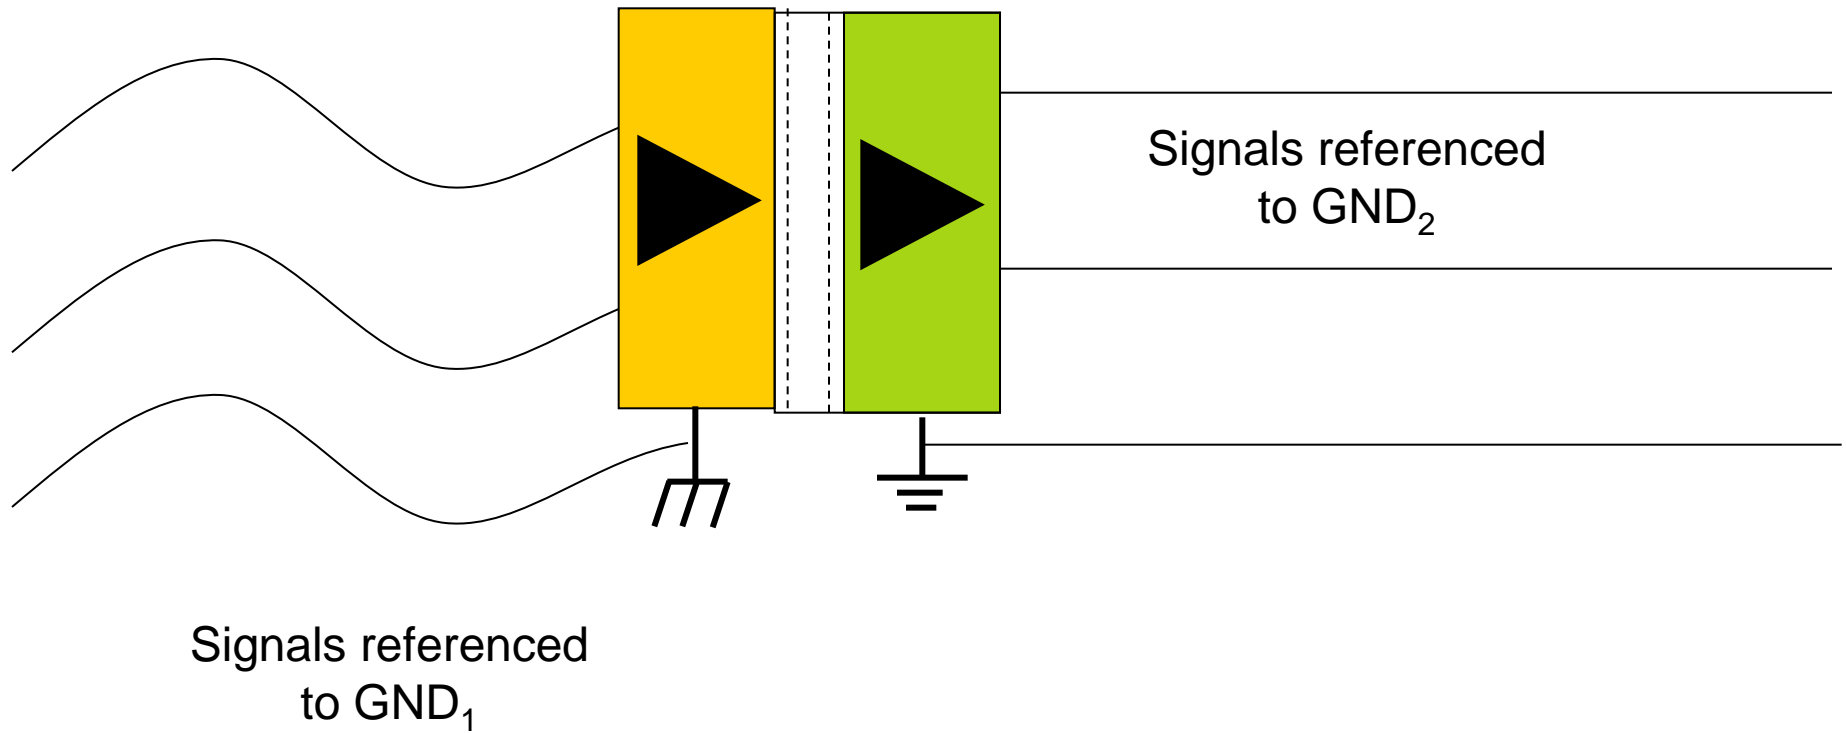 Signals referenced
to GND₂
Signals referenced
to GND₁